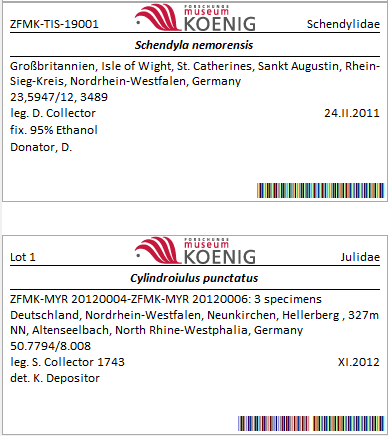 ZFMK-TIS-19001
FORSCHUNGS
museum
KOENIG
Schendylidae
Schendyla nemorensis
Großbritannien, Isle of Wight, St. Catherines, Sankt Augustin, Rhein-
Sieg-Kreis, Nordrhein-Westfalen, Germany
23,5947/12, 3489
leg. D. Collector 24.II.2011
fix. 95% Ethanol
Donator, D.
Lot 1
FORSCHUNGS
museum
KOENIG
Julidae
Cylindroiulus punctatus
ZFMK-MYR 20120004-ZFMK-MYR 20120006: 3 specimens
Deutschland, Nordrhein-Westfalen, Neunkirchen, Hellerberg , 327m
NN, Altenseelbach, North Rhine-Westphalia, Germany
50.7794/8.008
leg. S. Collector 1743 XI.2012
det. K. Depositor